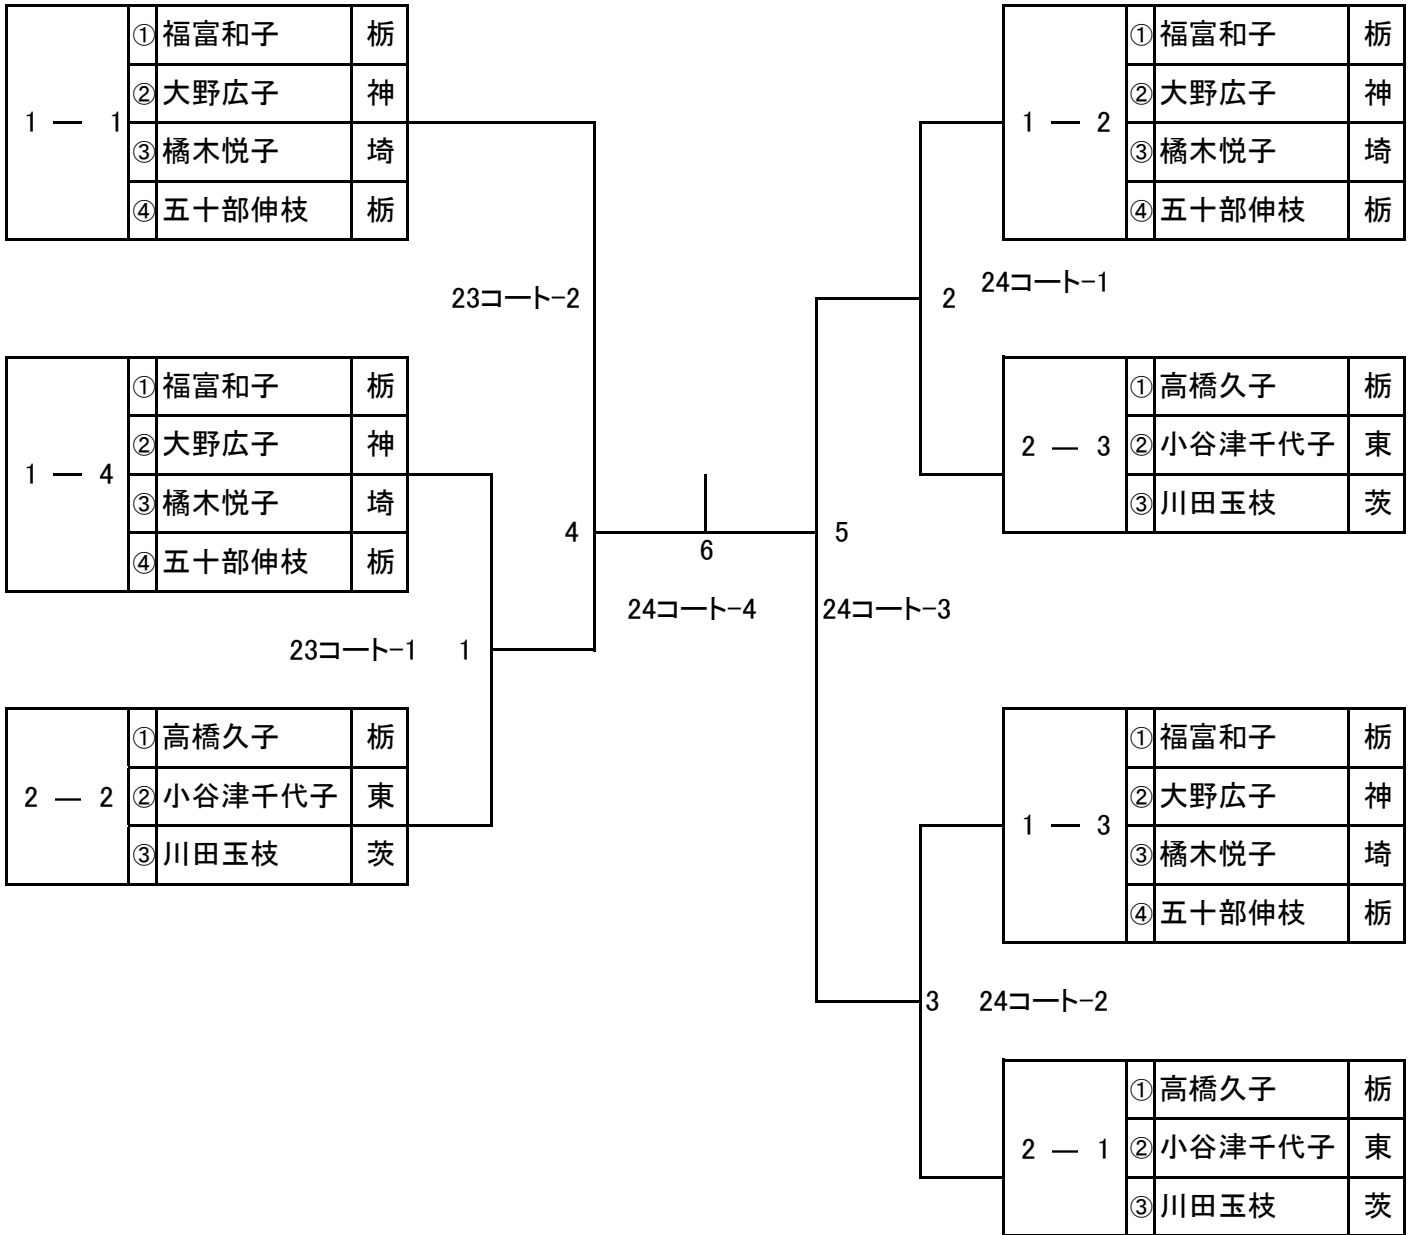 1 ― 1
① 福富和子 栃
② 大野広子 神
③ 橘木悦子 埼
④ 五十部伸枝 栃
23コート-2
1 ― 4
① 福富和子 栃
② 大野広子 神
③ 橘木悦子 埼
④ 五十部伸枝 栃
23コート-1 1
2 ― 2
① 高橋久子 栃
② 小谷津千代子 東
③ 川田玉枝 茨
4
6
24コート-4
5
24コート-3
1 ― 2
① 福富和子 栃
② 大野広子 神
③ 橘木悦子 埼
④ 五十部伸枝 栃
2 24コート-1
2 ― 3
① 高橋久子 栃
② 小谷津千代子 東
③ 川田玉枝 茨
1 ― 3
① 福富和子 栃
② 大野広子 神
③ 橘木悦子 埼
④ 五十部伸枝 栃
3 24コート-2
2 ― 1
① 高橋久子 栃
② 小谷津千代子 東
③ 川田玉枝 茨